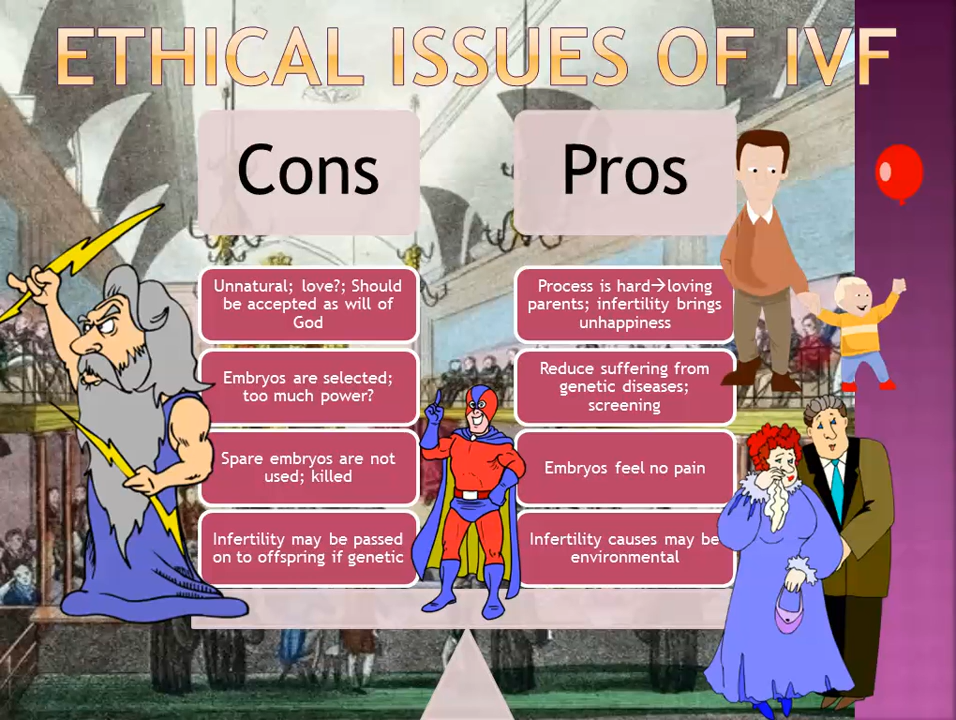 ETHICAL ISSUES OF IVF
Cons
Pros
Unnatural; love?; Should
be accepted as will of
God
Process is hard→loving
parents; infertility brings
unhappiness
Embryos are selected;
too much power?
Reduce suffering from
genetic diseases;
screening
Spare embryos are not
used; killed
Embryos feel no pain
Infertility may be passed
on to offspring if genetic
Infertility causes may be
environmental